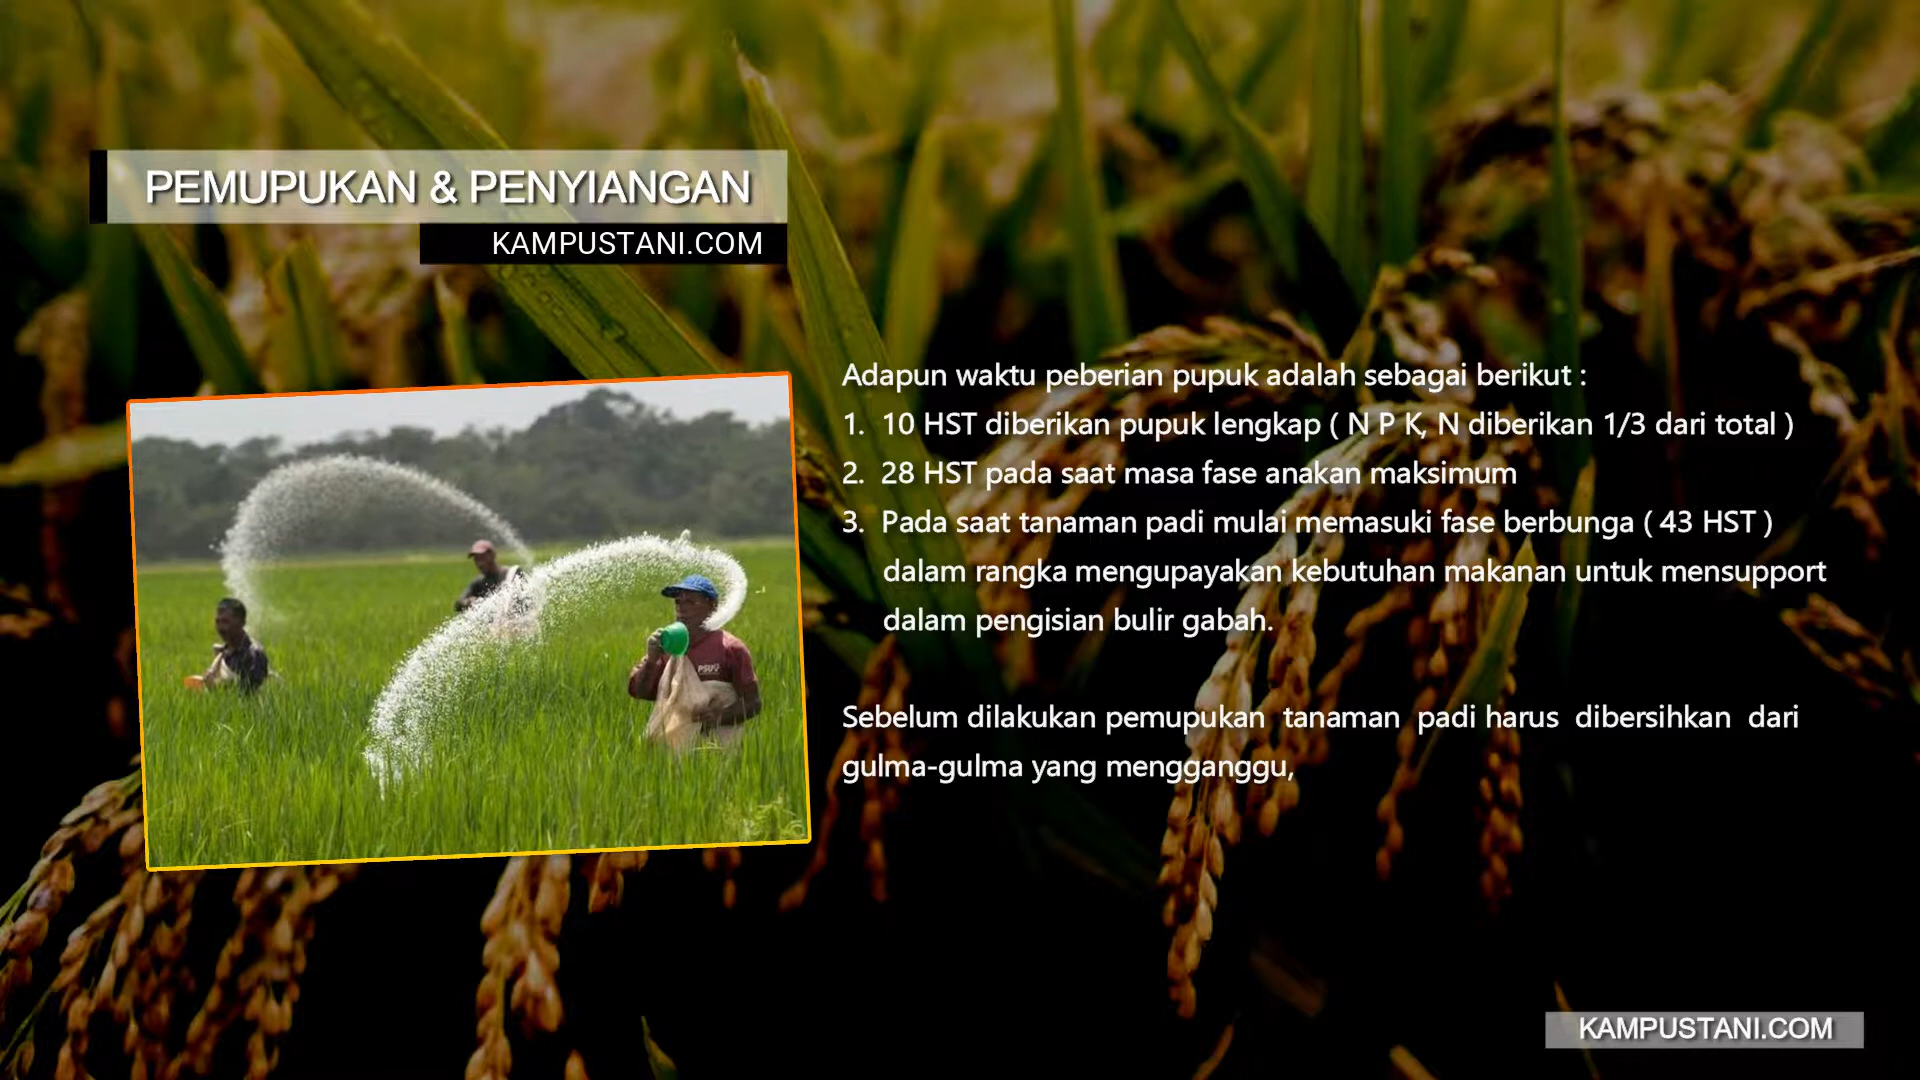 PEMUPUKAN & PENYIANGAN
KAMPUSTANI.COM
Adapun waktu peberian pupuk adalah sebagai berikut :
1. 10 HST diberikan pupuk lengkap ( N P K, N diberikan 1/3 dari total )
2. 28 HST pada saat masa fase anakan maksimum
3. Pada saat tanaman padi mulai memasuki fase berbunga ( 43 HST )
dalam rangka mengupayakan kebutuhan makanan untuk mensupport
dalam pengisian bulir gabah.
Sebelum dilakukan pemupukan tanaman padi harus dibersihkan dari
gulma-gulma yang mengganggu,
PSU
KAMPUSTANI.COM